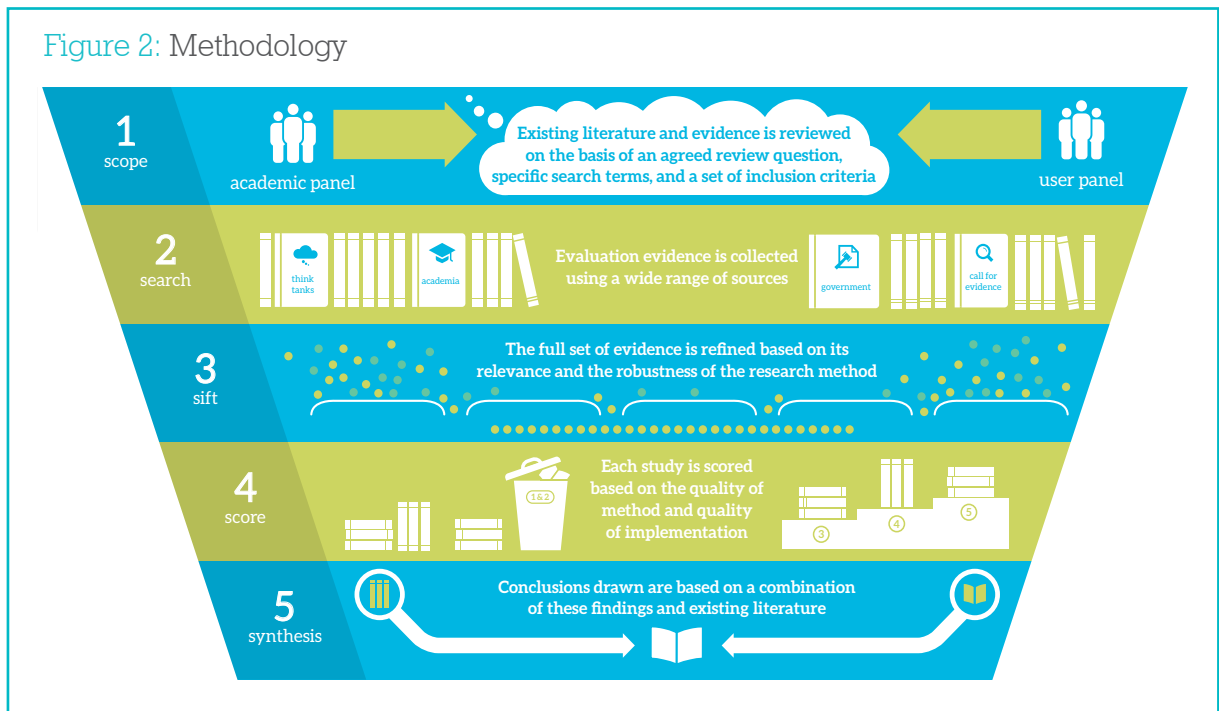 Figure 2: Methodology
1
scope
academic panel
Existing literature and evidence is reviewed
on the basis of an agreed review question,
specific search terms, and a set of inclusion criteria
user panel
2
search
think
tanks
academia
Evaluation evidence is collected
using a wide range of sources
government
call for
evidence
3
sift
The full set of evidence is refined based on its
relevance and the robustness of the research method
4
score
1&2
Each study is scored
based on the quality of
method and quality
of implementation
3
4
5
5
synthesis
Conclusions drawn are based on a combination
of these findings and existing literature